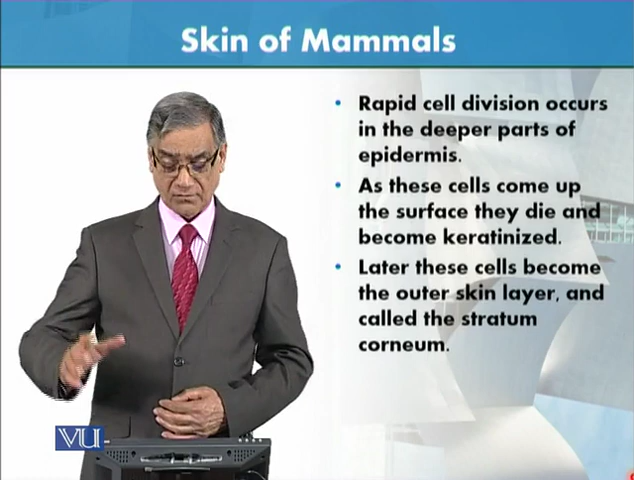 Skin of Mammals
• Rapid cell division occurs
in the deeper parts of
epidermis.
• As these cells come up
the surface they die and
become keratinized.
• Later these cells become
the outer skin layer, and
called the stratum
corneum.
VU